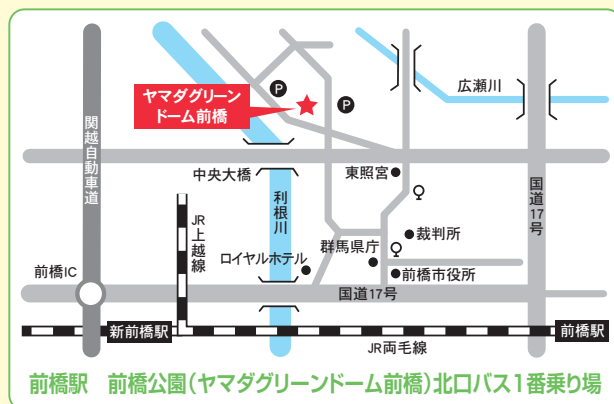 広瀬川
P
P
ヤマダグリーン
ドーム前橋
関越自動車道
中央大橋
東照宮
国道17号
利根川
JR上越線
裁判所
群馬県庁
ロイヤルホテル
前橋市役所
前橋IC
国道17号
新前橋駅
前橋駅
JR両毛線
前橋駅 前橋公園(ヤマダグリーンドーム前橋)北口バス1番乗り場